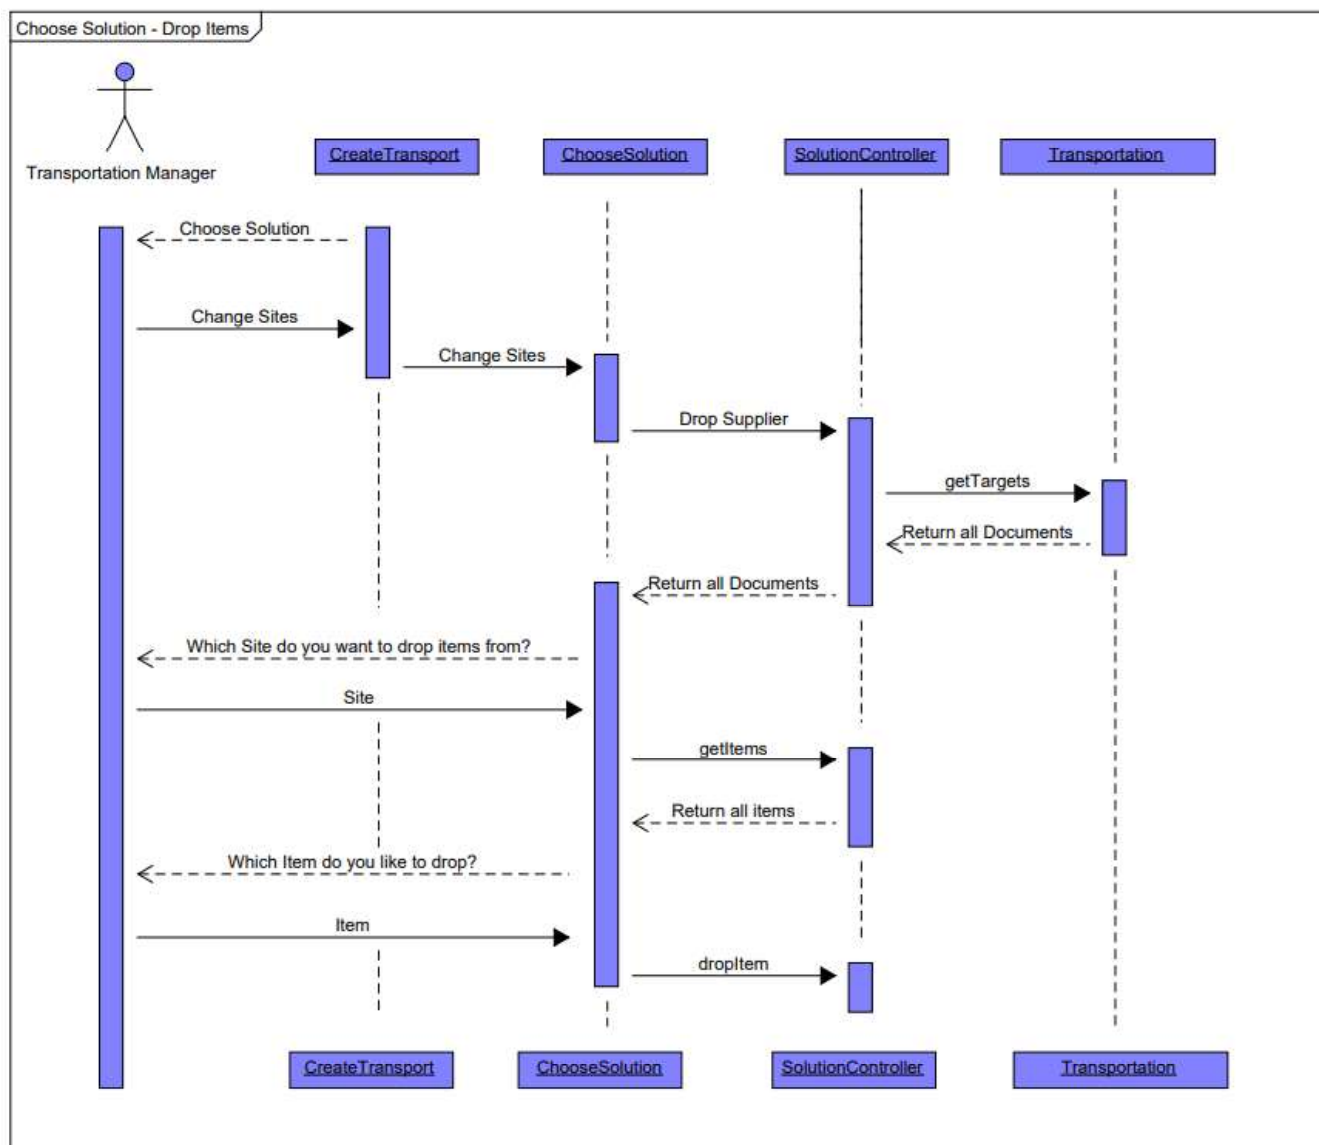 Choose Solution - Drop Items
Transportation Manager
CreateTransport
ChooseSolution
SolutionController
Transportation
Choose Solution
Change Sites
Change Sites
Drop Supplier
getTargets
Return all Documents
Return all Documents
Which Site do you want to drop items from?
Site
getItems
Return all items
Which Item do you like to drop?
Item
dropItem
CreateTransport
ChooseSolution
SolutionController
Transportation